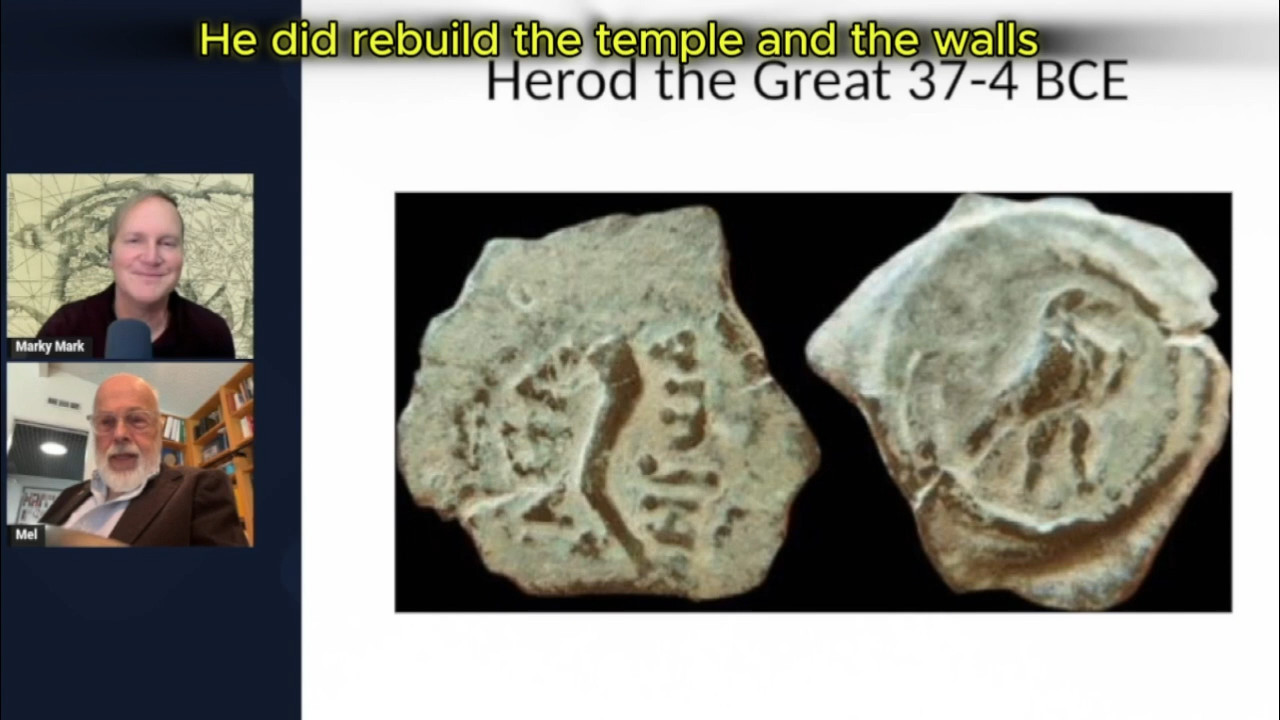 He did rebuild the temple and the walls
Herod the Great 37-4 BCE
Marky Mark
Mel